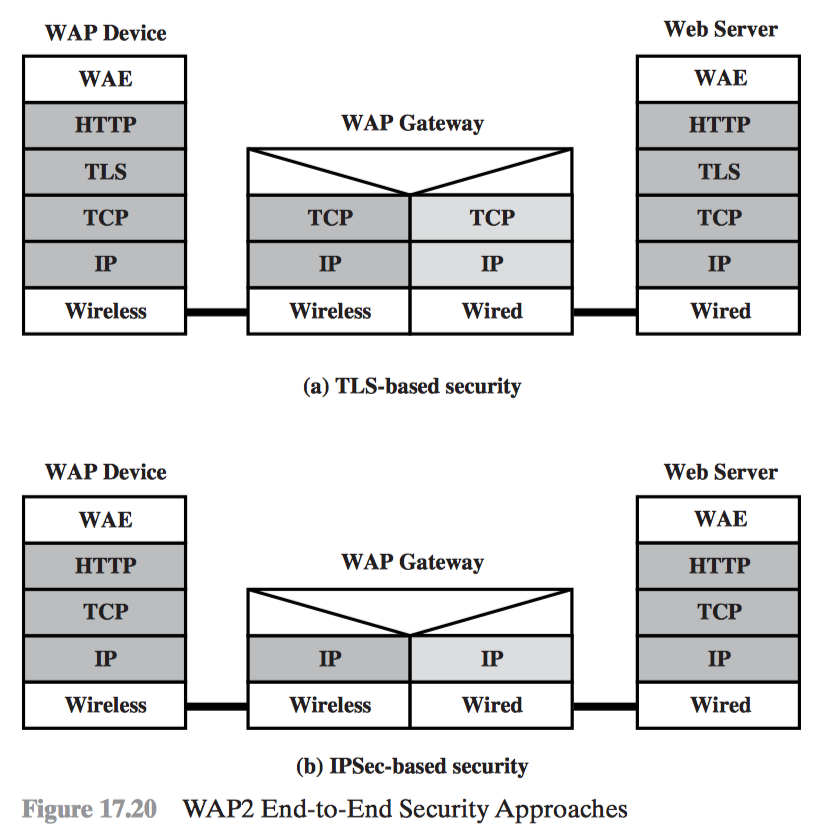 WAP Device
Web Server
WAE
HTTP
TLS
TCP
IP
Wireless
WAP Gateway
TCP TCP
IP IP
Wireless Wired
WAE
HTTP
TLS
TCP
IP
Wired
(a) TLS-based security
WAP Device
Web Server
WAE
HTTP
TCP
IP
Wireless
WAP Gateway
IP IP
Wireless Wired
WAE
HTTP
TCP
IP
Wired
(b) IPSec-based security
Figure 17.20 WAP2 End-to-End Security Approaches